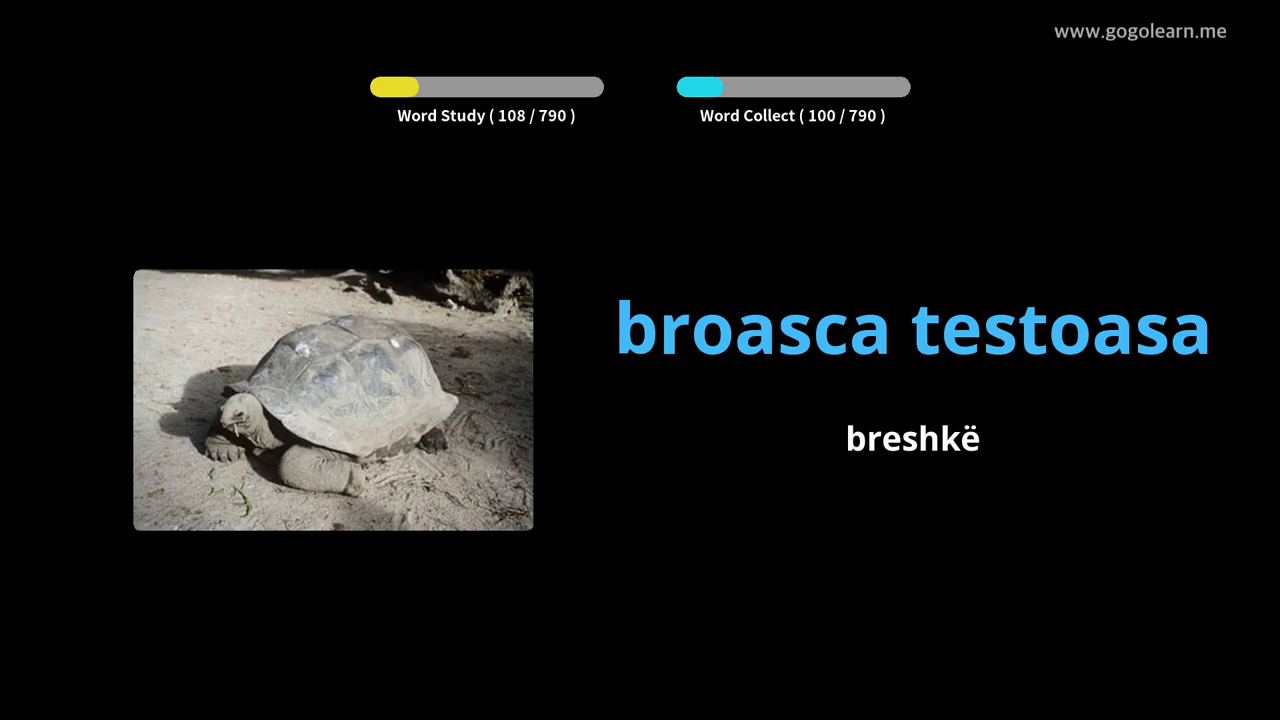 www.gogolearn.me
Word Study ( 108 / 790 )
Word Collect ( 100 / 790 )
broasca testoasa
breshkë